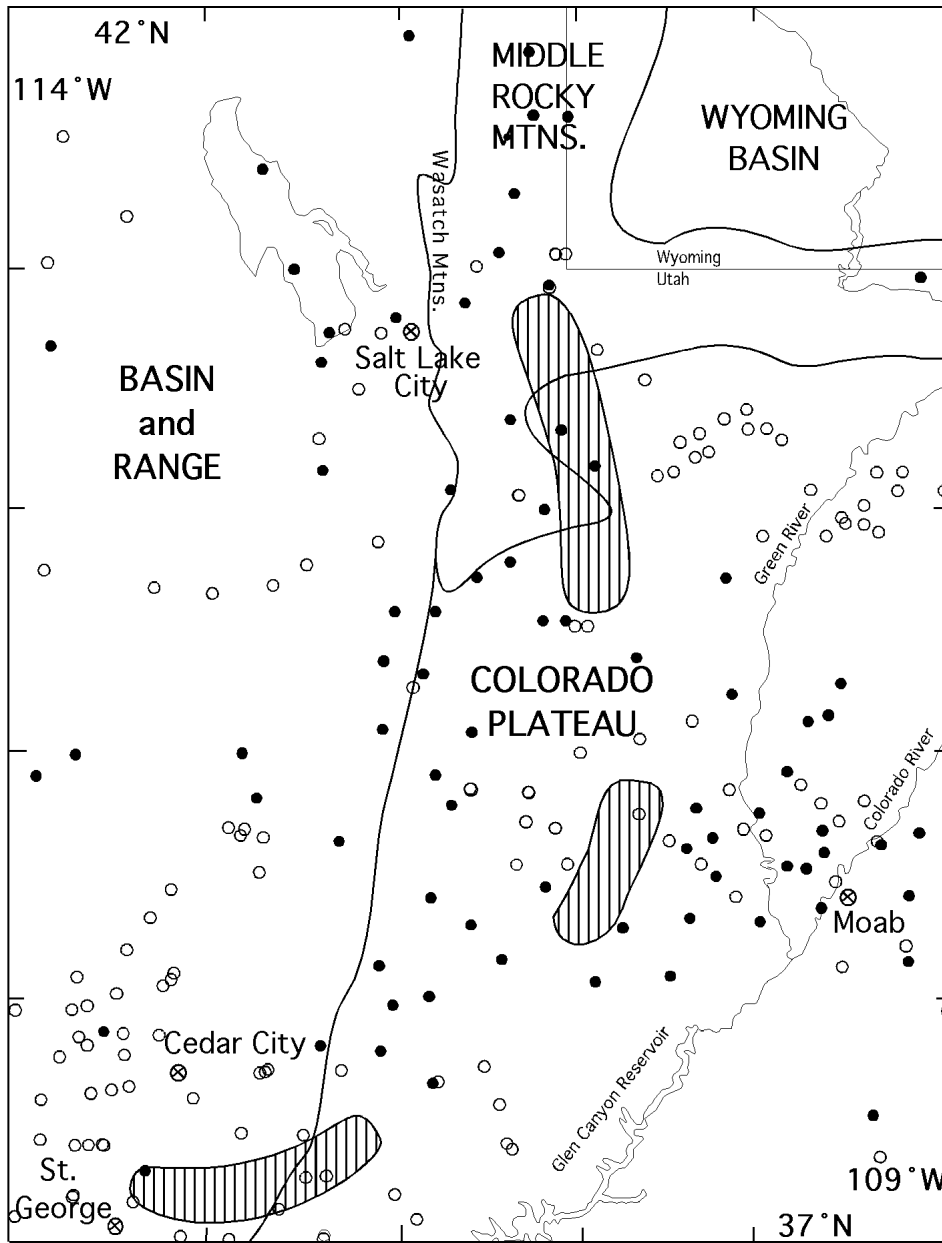 42°N
114°W
MIDDLE
ROCKY
MTNS.
WYOMING
BASIN
Wasatch Mtns.
Wyoming
Utah
Salt Lake
City
BASIN
and
RANGE
Green River
COLORADO
PLATEAU
Colorado River
Moab
Cedar City
Glen Canyon Reservoir
St.
George
109°W
37°N